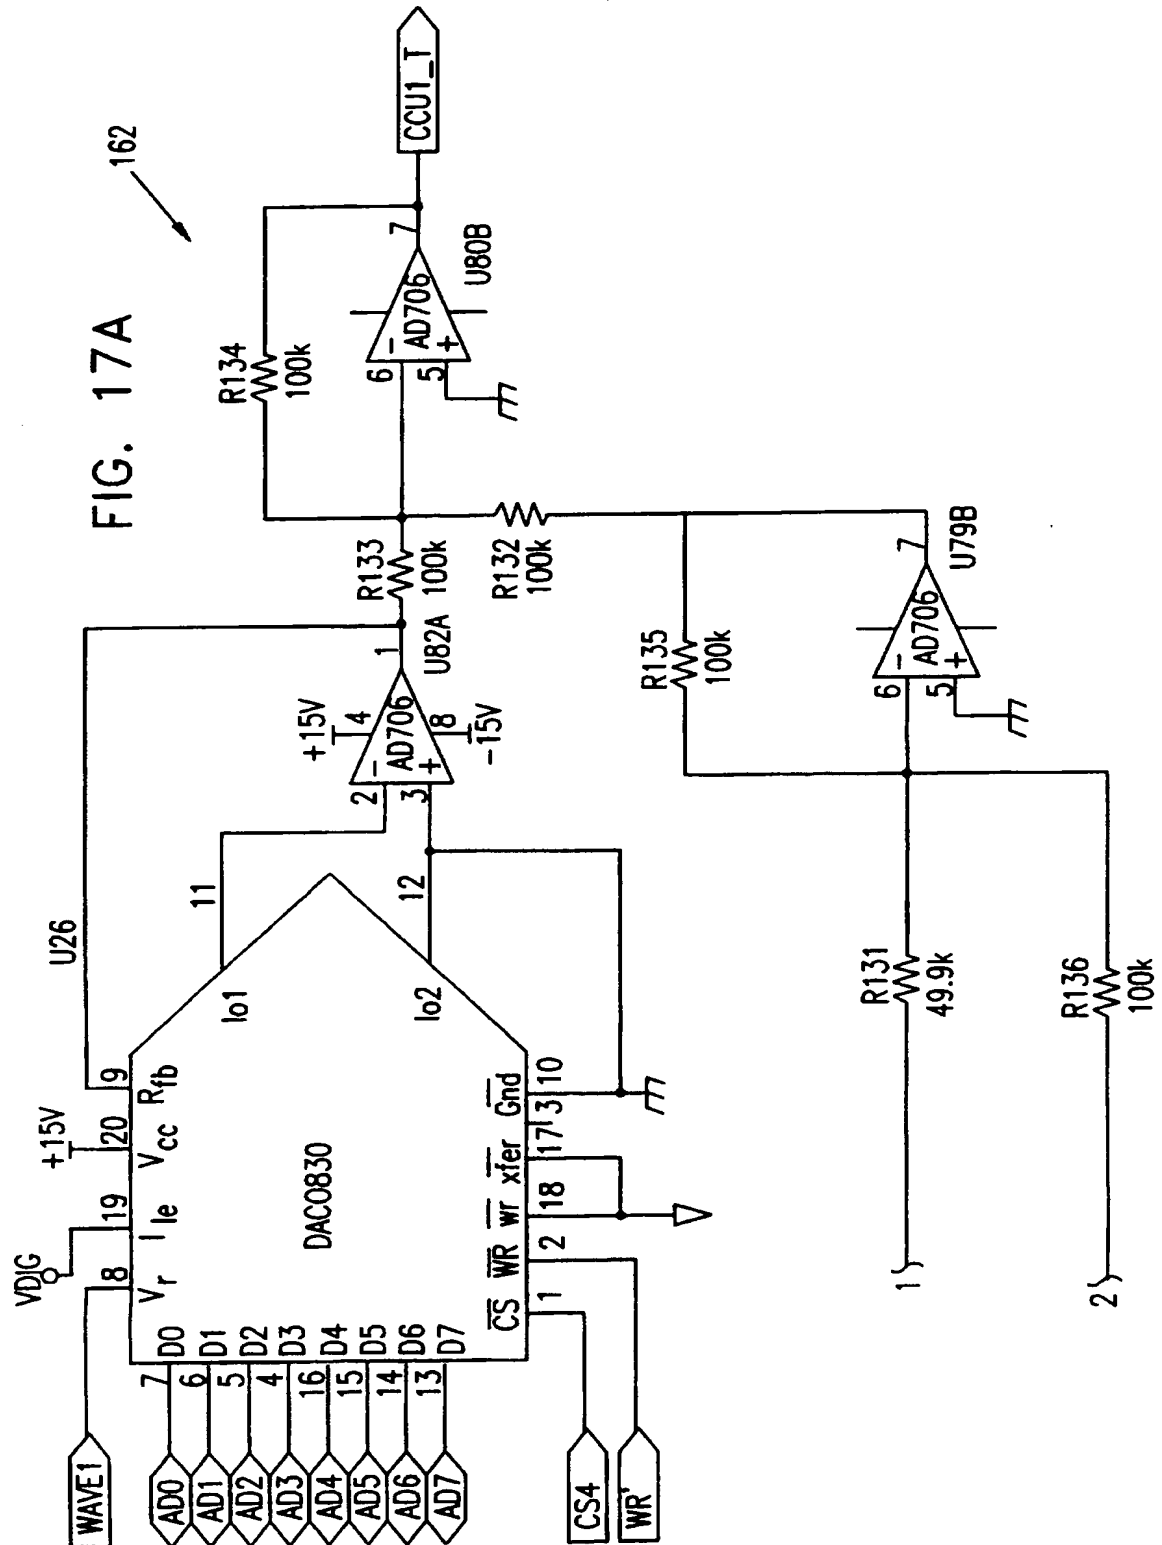 FIG. 17A
162
WAVE1
VDIG
+15V
U26
8
19
20
9
Vr
Ile
Vcc
Rfb
AD0
7
D0
AD1
6
D1
AD2
5
D2
AD3
4
D3
AD4
16
D4
AD5
15
D5
AD6
14
D6
AD7
13
D7
DAC0830
Io1
11
Io2
12
CS
WR
wr
xfer
Gnd
1
2
18
17
3
10
CS4
WR'
+15V
4
2
-
AD706
3
+
8
-15V
1
U82A
R133
100k
R134
100k
6
-
AD706
5
+
7
U80B
CCU1_T
R132
100k
R135
100k
6
-
AD706
5
+
7
U79B
1
R131
49.9k
2
R136
100k